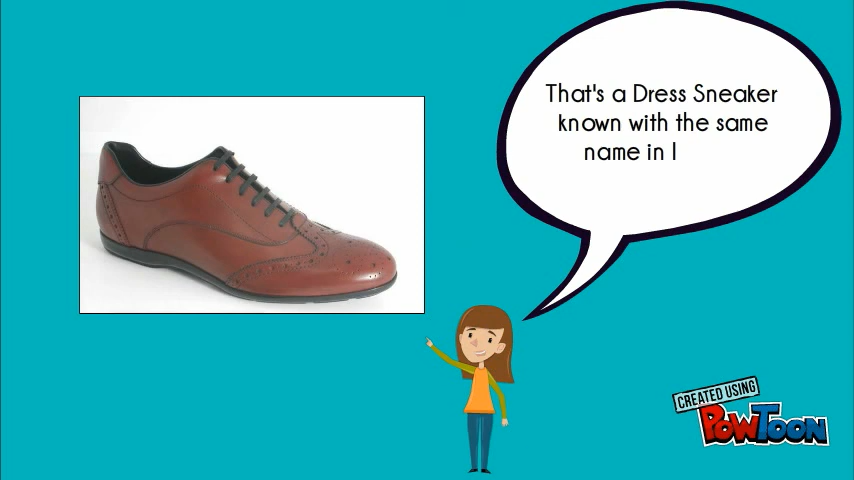 That's a Dress Sneaker
known with the same
name in I
CREATED USING
POWTOON